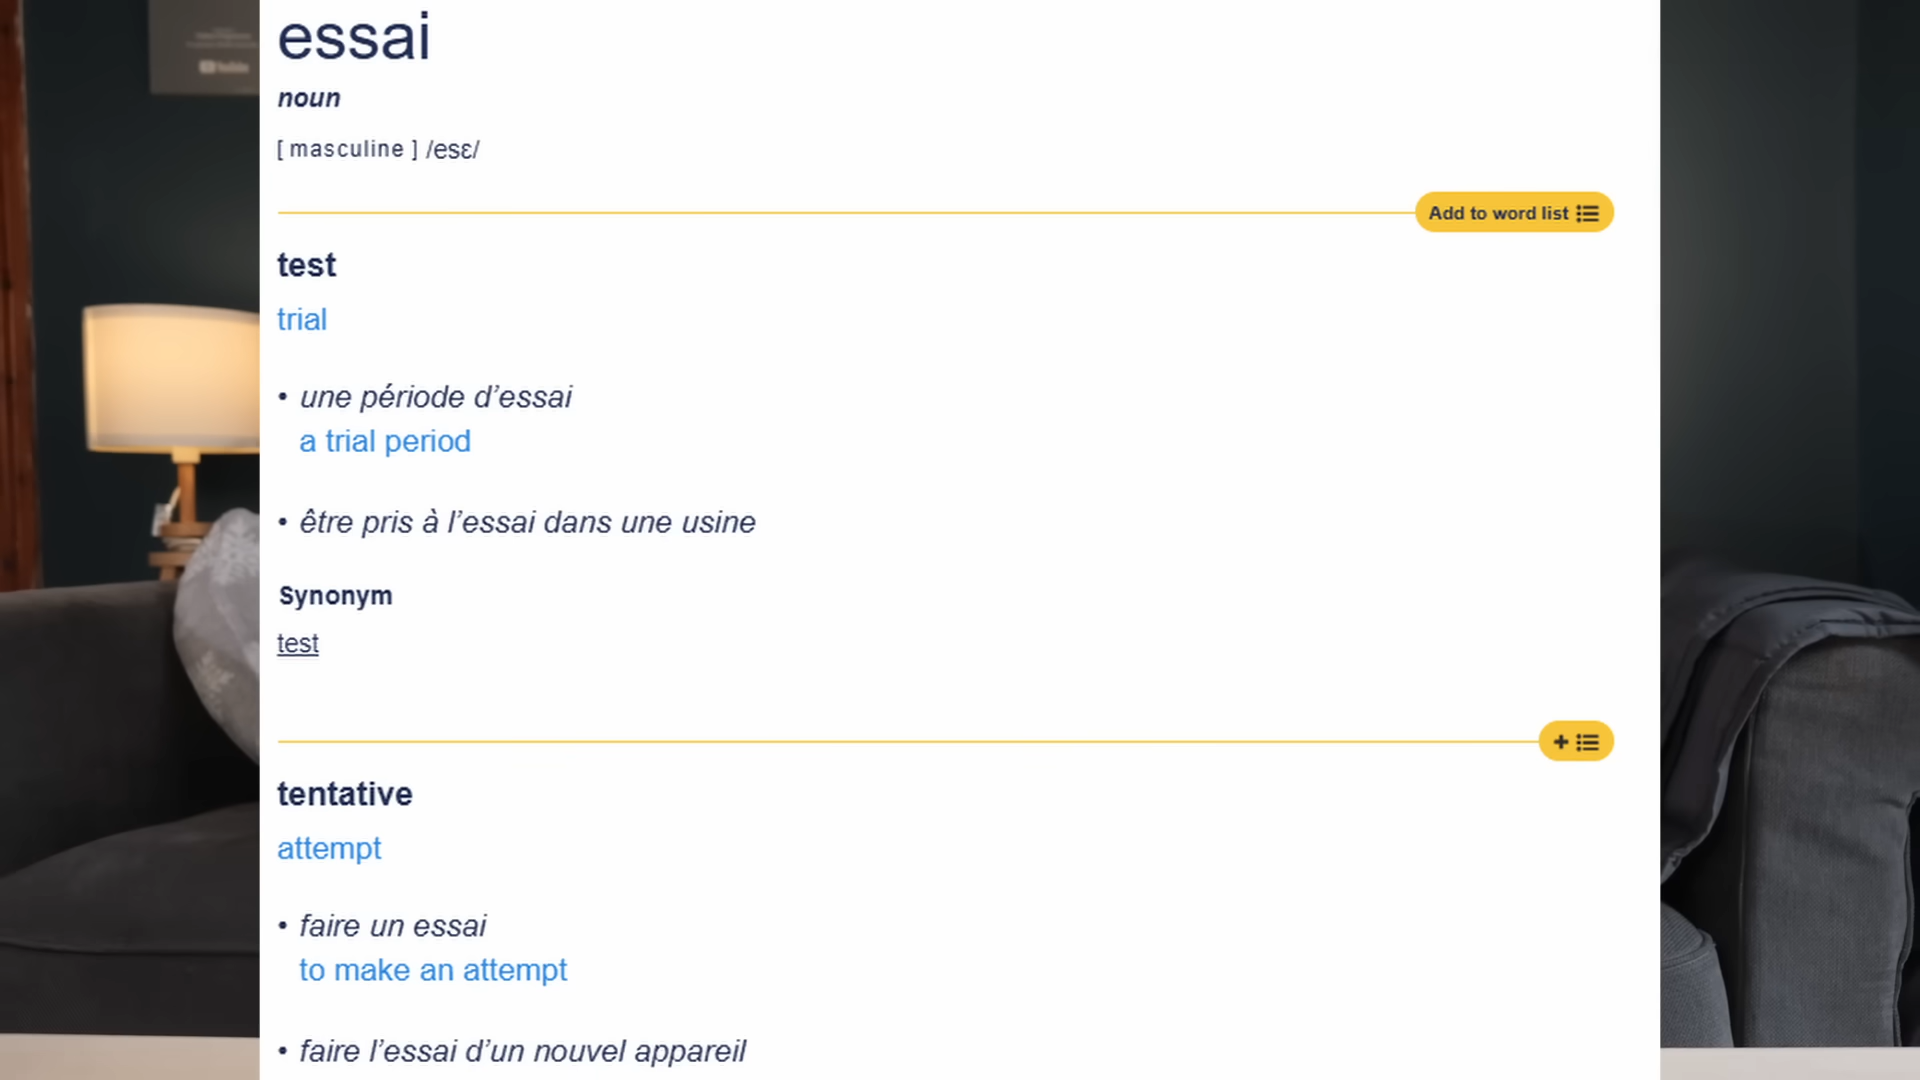 essai
noun
[ masculine ] /esɛ/
Add to word list
test
trial
• une période d’essai
a trial period
• être pris à l’essai dans une usine
Synonym
test
tentative
attempt
• faire un essai
to make an attempt
• faire l’essai d’un nouvel appareil